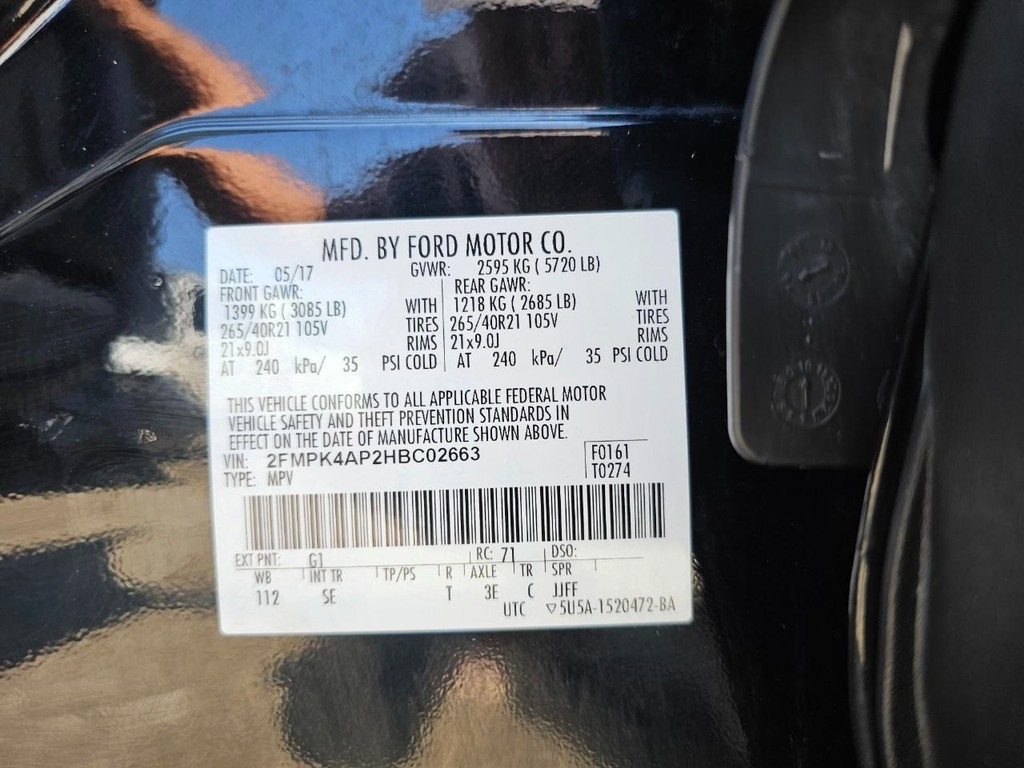 MFD. BY FORD MOTOR CO.
DATE: 05/17 GVWR: 2595 KG ( 5720 LB)
FRONT GAWR: REAR GAWR:
1399 KG ( 3085 LB) WITH 1218 KG ( 2685 LB) WITH
265/40R21 105V TIRES 265/40R21 105V TIRES
21x9.0J RIMS 21x9.0J RIMS
AT 240 kPa/ 35 PSI COLD AT 240 kPa/ 35 PSI COLD
THIS VEHICLE CONFORMS TO ALL APPLICABLE FEDERAL MOTOR
VEHICLE SAFETY AND THEFT PREVENTION STANDARDS IN
EFFECT ON THE DATE OF MANUFACTURE SHOWN ABOVE.
VIN: 2FMPK4AP2HBC02663 F0161
TYPE: MPV T0274
EXT PNT: G1 RC: 71 DSO:
WB INT TR TP/PS R AXLE TR SPR
112 SE T 3E C JJFF
UTC ▽5U5A-1520472-BA